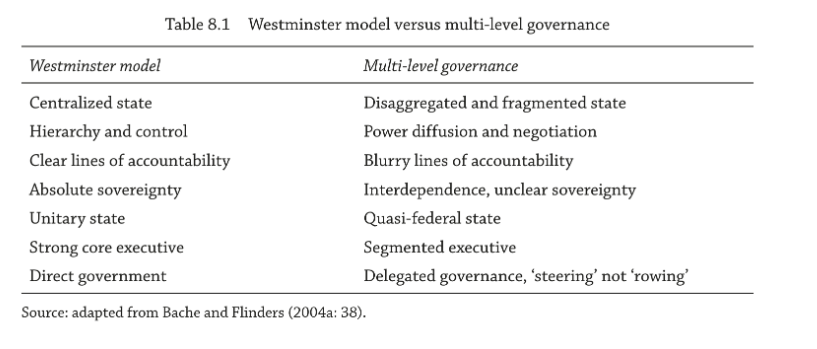 Table 8.1 Westminster model versus multi-level governance
Westminster model Multi-level governance
Centralized state Disaggregated and fragmented state
Hierarchy and control Power diffusion and negotiation
Clear lines of accountability Blurry lines of accountability
Absolute sovereignty Interdependence, unclear sovereignty
Unitary state Quasi-federal state
Strong core executive Segmented executive
Direct government Delegated governance, ‘steering’ not ‘rowing’
Source: adapted from Bache and Flinders (2004a: 38).